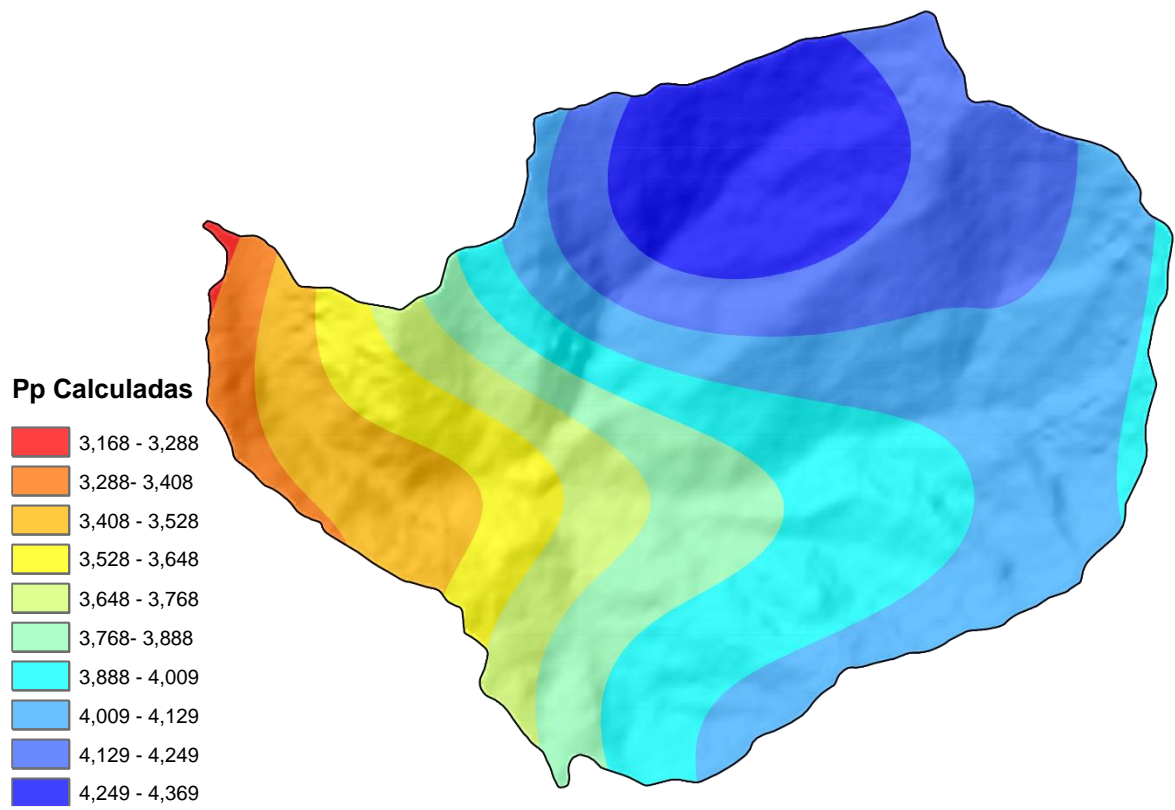 Pp Calculadas
3,168 - 3,288
3,288- 3,408
3,408 - 3,528
3,528 - 3,648
3,648 - 3,768
3,768- 3,888
3,888 - 4,009
4,009 - 4,129
4,129 - 4,249
4,249 - 4,369